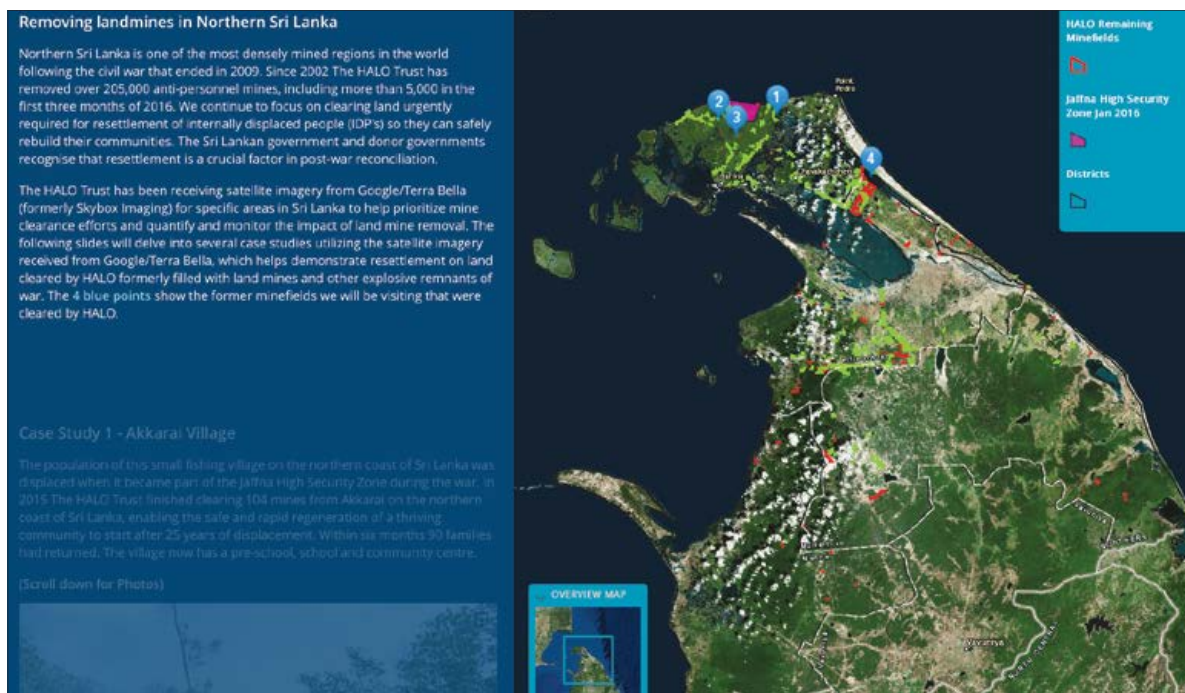 Removing landmines in Northern Sri Lanka
Northern Sri Lanka is one of the most densely mined regions in the world
following the civil war that ended in 2009. Since 2002 The HALO Trust has
removed over 205,000 anti-personnel mines, including more than 5,000 in the
first three months of 2016. We continue to focus on clearing land urgently
required for resettlement of internally displaced people (IDP's) so they can safely
rebuild their communities. The Sri Lankan government and donor governments
recognise that resettlement is a crucial factor in post-war reconciliation.
The HALO Trust has been receiving satellite imagery from Google/Terra Bella
(formerly Skybox Imaging) for specific areas in Sri Lanka to help prioritize mine
clearance efforts and quantify and monitor the impact of land mine removal. The
following slides will delve into several case studies utilizing the satellite imagery
received from Google/Terra Bella, which helps demonstrate resettlement on land
cleared by HALO formerly filled with land mines and other explosive remnants of
war. The 4 blue points show the former minefields we will be visiting that were
cleared by HALO.
Case Study 1 - Akkarai Village
The population of this small fishing village on the northern coast of Sri Lanka was
displaced when it became part of the Jaffna High Security Zone during the war. In
2015 The HALO Trust finished clearing 104 mines from Akkarai on the northern
coast of Sri Lanka, enabling the safe and rapid regeneration of a thriving
community to start after 25 years of displacement. Within six months 90 families
had returned. The village now has a pre-school, school and community centre.
(Scroll down for Photos)
HALO Remaining
Minefields
Jaffna High Security
Zone Jan 2016
Districts
Point
Pedro
1
2
3
4
Vavuniya
OVERVIEW MAP